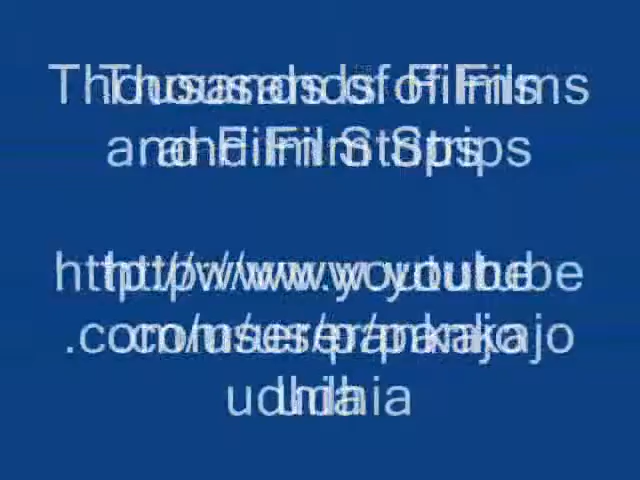 Thousands of Films
and Film Strips
http://www.youtube
.com/user/pankajo
udhia